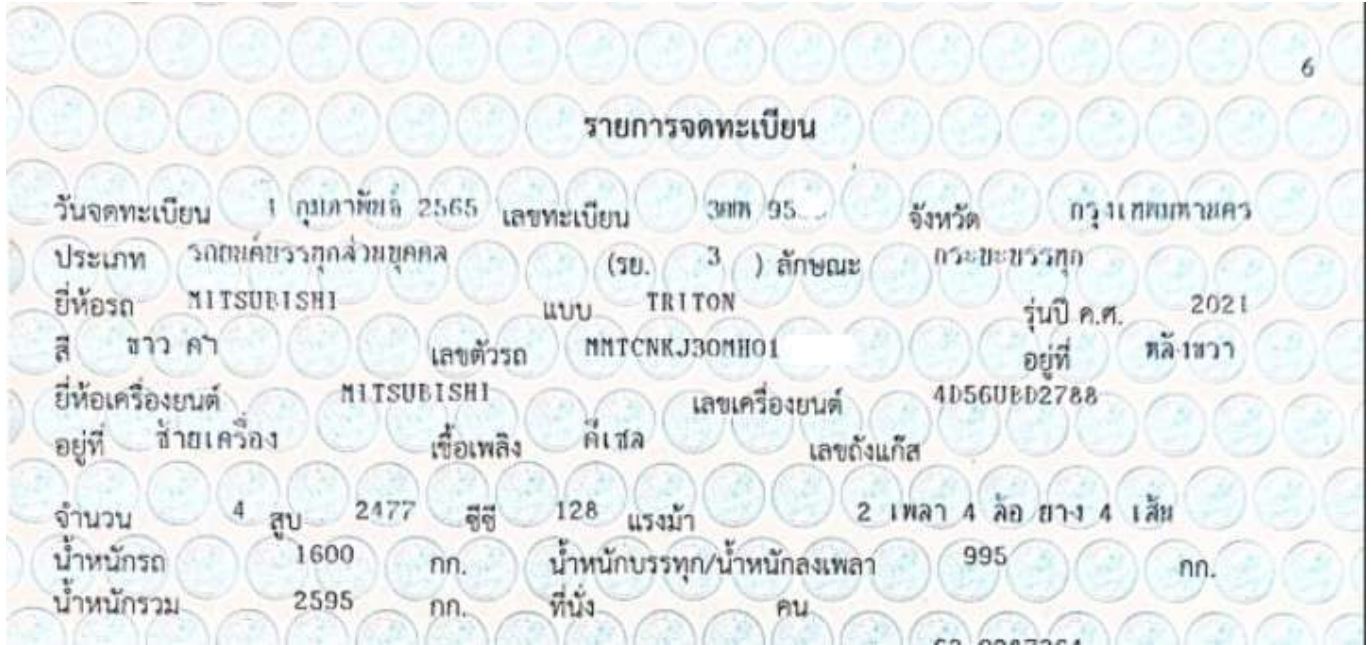 6
รายการจดทะเบียน
วันจดทะเบียน 1 กุมภาพันธ์ 2565 เลขทะเบียน 95 จังหวัด กรุงเทพมหานคร
ประเภท รถยนต์บรรทุกส่วนบุคคล (รย. 3 ) ลักษณะ กระบะบรรทุก
ยี่ห้อรถ MITSUBISHI แบบ TRITON รุ่นปี ค.ศ. 2021
สี ขาว ดำ เลขตัวรถ MMTCNKJ30MH01 อยู่ที่ หลังขวา
ยี่ห้อเครื่องยนต์ MITSUBISHI เลขเครื่องยนต์ 4D56UBD2788
อยู่ที่ ซ้ายเครื่อง เชื้อเพลิง ดีเซล เลขถังแก๊ส
จำนวน 4 สูบ 2477 ซีซี 128 แรงม้า 2 เพลา 4 ล้อ ยาง 4 เส้น
น้ำหนักรถ 1600 กก. น้ำหนักบรรทุก/น้ำหนักลงเพลา 995 กก.
น้ำหนักรวม 2595 กก. ที่นั่ง คน